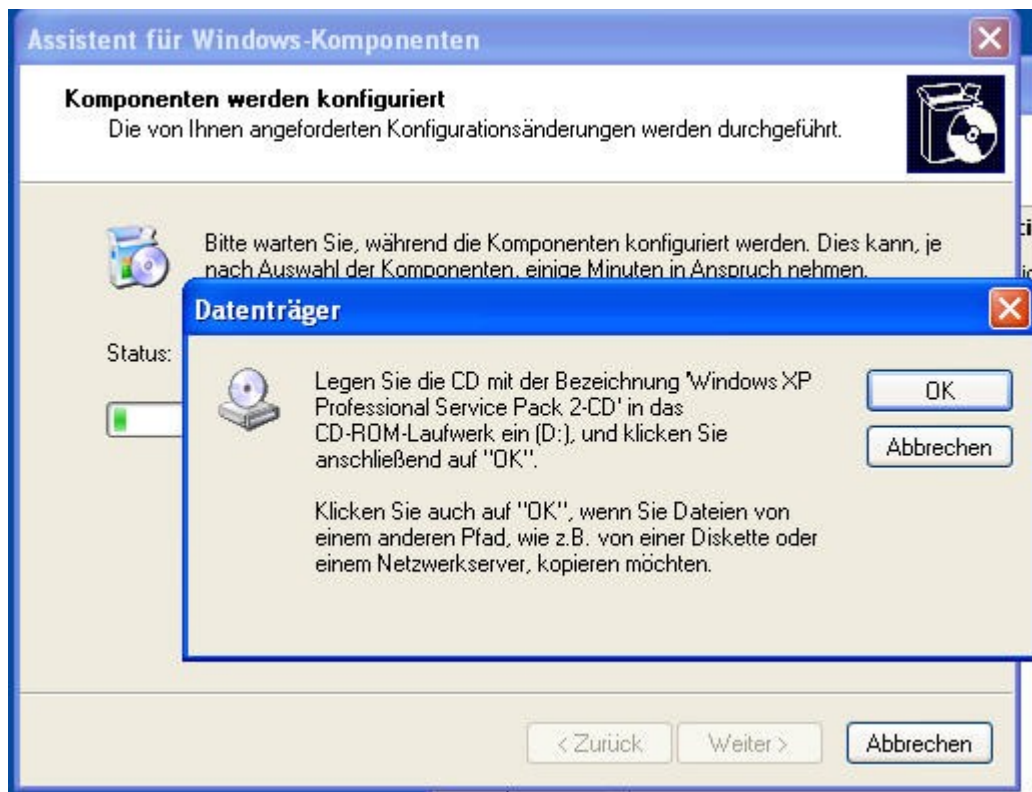 Assistent für Windows-Komponenten
Komponenten werden konfiguriert
Die von Ihnen angeforderten Konfigurationsänderungen werden durchgeführt.
Bitte warten Sie, während die Komponenten konfiguriert werden. Dies kann, je
nach Auswahl der Komponenten, einige Minuten in Anspruch nehmen.
Status:
Datenträger
Legen Sie die CD mit der Bezeichnung 'Windows XP
Professional Service Pack 2-CD' in das
CD-ROM-Laufwerk ein (D:), und klicken Sie
anschließend auf "OK".
Klicken Sie auch auf "OK", wenn Sie Dateien von
einem anderen Pfad, wie z.B. von einer Diskette oder
einem Netzwerkserver, kopieren möchten.
OK
Abbrechen
< Zurück
Weiter >
Abbrechen